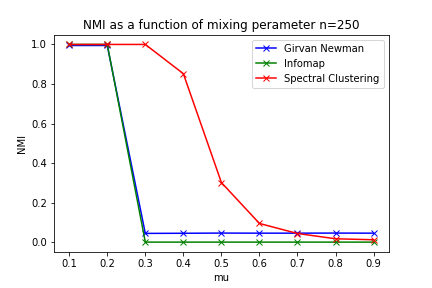 NMI as a function of mixing perameter n=250
Girvan Newman
Infomap
Spectral Clustering
NMI
1.0
0.8
0.6
0.4
0.2
0.0
0.1 0.2 0.3 0.4 0.5 0.6 0.7 0.8 0.9
mu